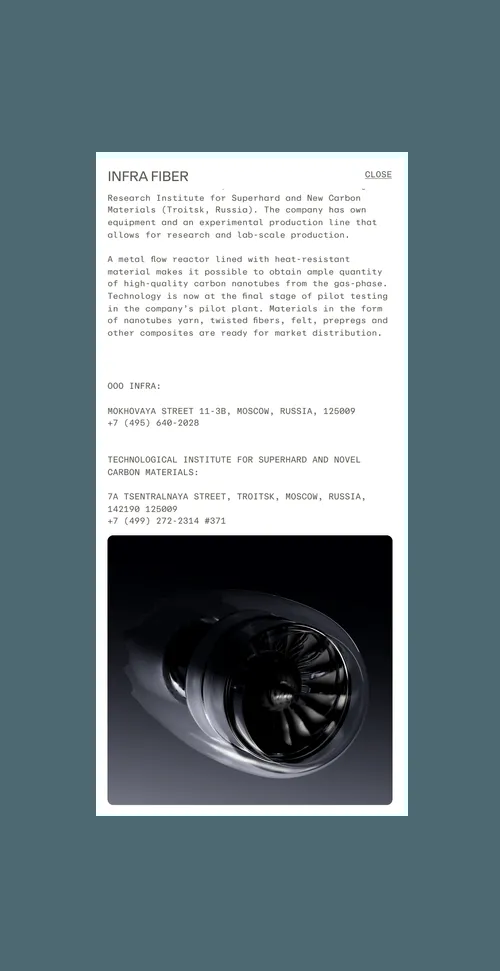 INFRA FIBER
CLOSE
Research Institute for Superhard and New Carbon
Materials (Troitsk, Russia). The company has own
equipment and an experimental production line that
allows for research and lab-scale production.
A metal flow reactor lined with heat-resistant
material makes it possible to obtain ample quantity
of high-quality carbon nanotubes from the gas-phase.
Technology is now at the final stage of pilot testing
in the company's pilot plant. Materials in the form
of nanotubes yarn, twisted fibers, felt, prepregs and
other composites are ready for market distribution.
OOO INFRA:
MOKHOVAYA STREET 11-3B, MOSCOW, RUSSIA, 125009
+7 (495) 640-2028
TECHNOLOGICAL INSTITUTE FOR SUPERHARD AND NOVEL
CARBON MATERIALS:
7A TSENTRALNAYA STREET, TROITSK, MOSCOW, RUSSIA,
142190 125009
+7 (499) 272-2314 #371